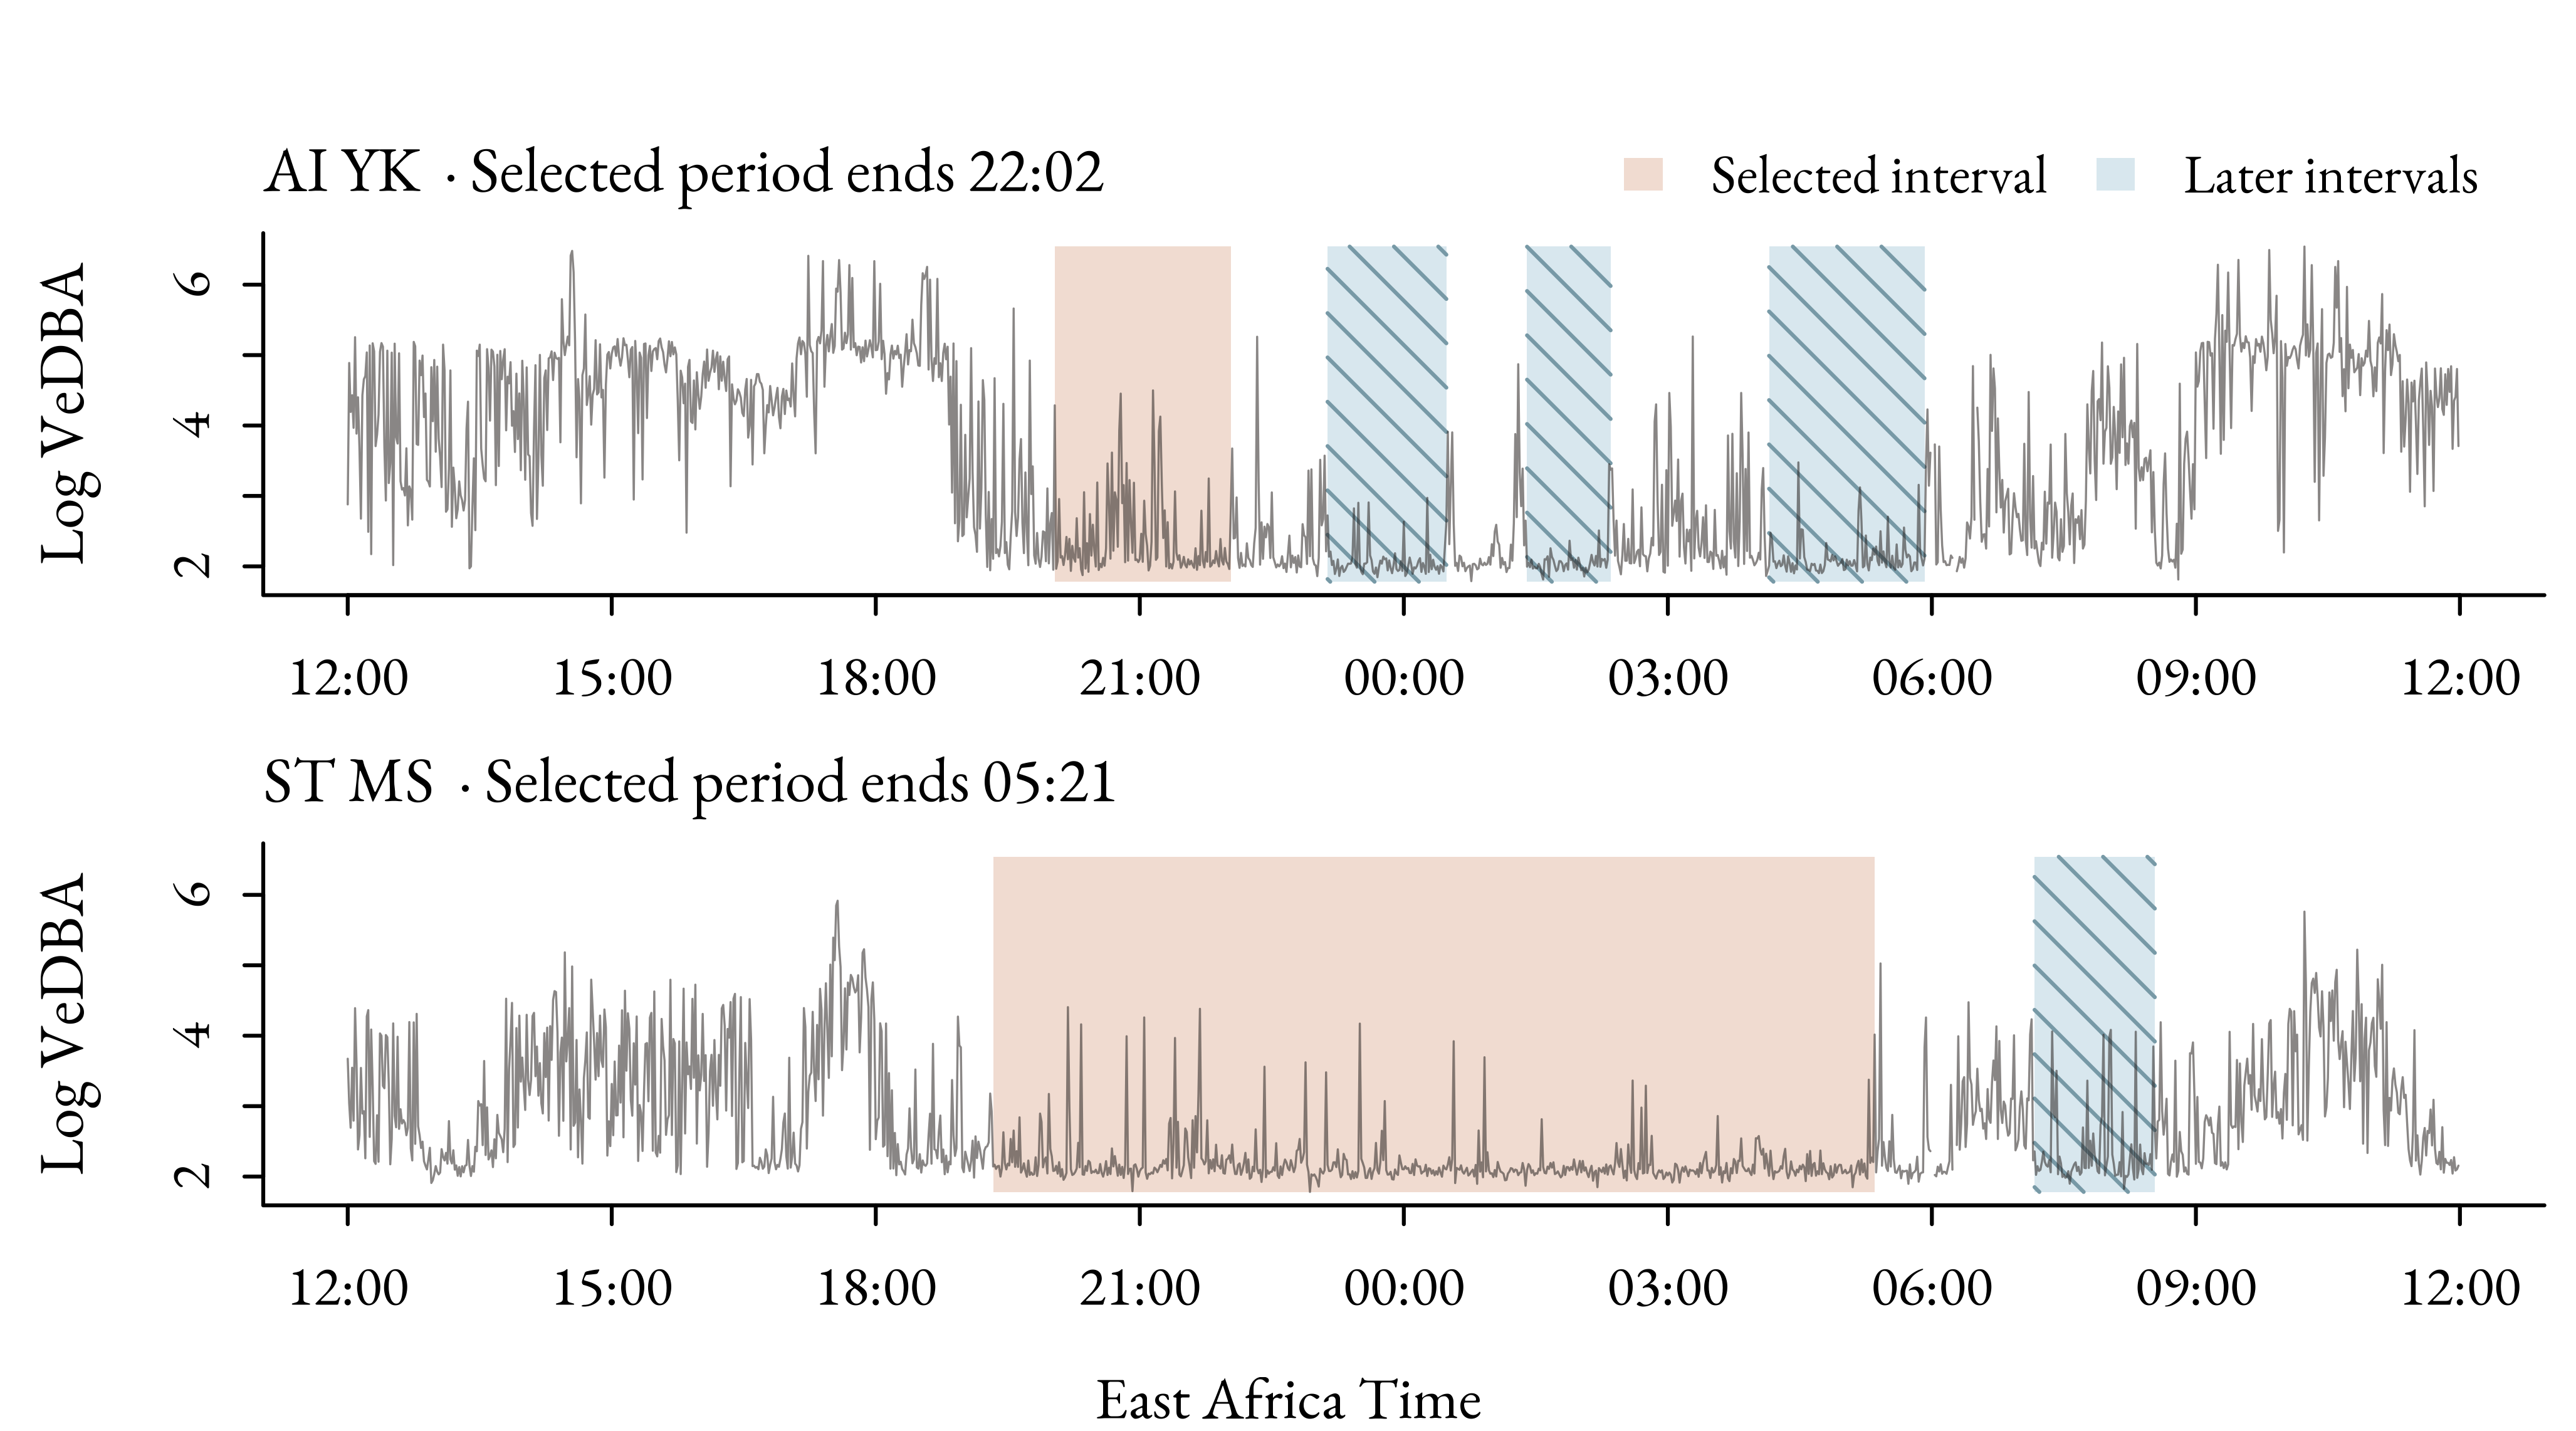 AI YK · Selected period ends 22:02
Selected interval
Later intervals
Log VeDBA
6
4
2
12:00 15:00 18:00 21:00 00:00 03:00 06:00 09:00 12:00
ST MS · Selected period ends 05:21
Log VeDBA
6
4
2
12:00 15:00 18:00 21:00 00:00 03:00 06:00 09:00 12:00
East Africa Time